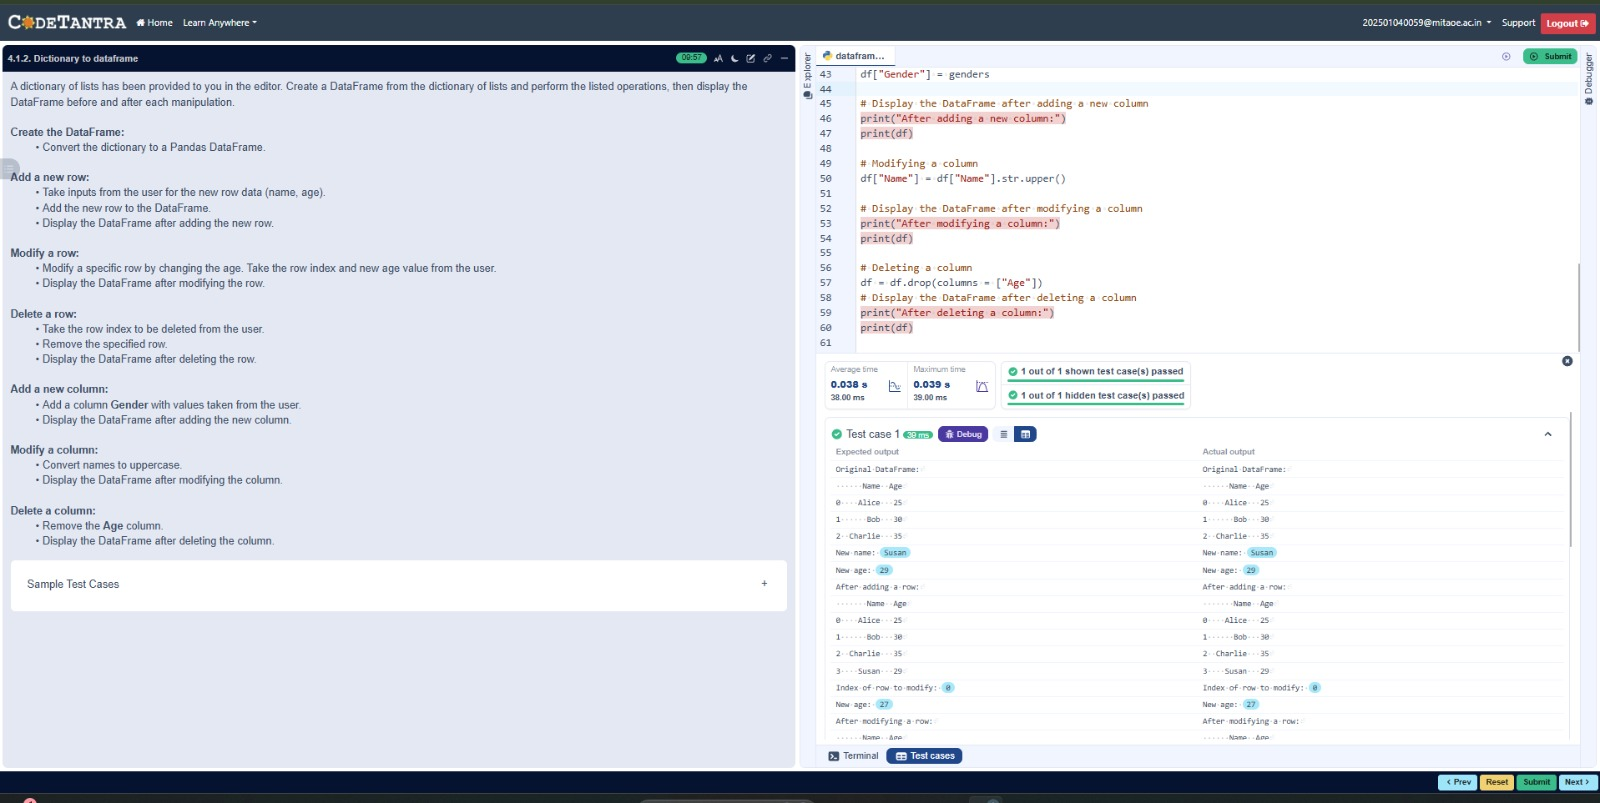 CODETANTRA
Home
Learn Anywhere
202501040059@mitaoe.ac.in
Support
Logout
4.1.2. Dictionary to dataframe
09:57
A dictionary of lists has been provided to you in the editor. Create a DataFrame from the dictionary of lists and perform the listed operations, then display the
DataFrame before and after each manipulation.
Create the DataFrame:
• Convert the dictionary to a Pandas DataFrame.
Add a new row:
• Take inputs from the user for the new row data (name, age).
• Add the new row to the DataFrame.
• Display the DataFrame after adding the new row.
Modify a row:
• Modify a specific row by changing the age. Take the row index and new age value from the user.
• Display the DataFrame after modifying the row.
Delete a row:
• Take the row index to be deleted from the user.
• Remove the specified row.
• Display the DataFrame after deleting the row.
Add a new column:
• Add a column Gender with values taken from the user.
• Display the DataFrame after adding the new column.
Modify a column:
• Convert names to uppercase.
• Display the DataFrame after modifying the column.
Delete a column:
• Remove the Age column.
• Display the DataFrame after deleting the column.
Sample Test Cases +
Explorer
datafram...
Submit
Debugger
43 df["Gender"] = genders
44
45 # Display the DataFrame after adding a new column
46 print("After adding a new column:")
47 print(df)
48
49 # Modifying a column
50 df["Name"] = df["Name"].str.upper()
51
52 # Display the DataFrame after modifying a column
53 print("After modifying a column:")
54 print(df)
55
56 # Deleting a column
57 df = df.drop(columns = ["Age"])
58 # Display the DataFrame after deleting a column
59 print("After deleting a column:")
60 print(df)
61
Average time
0.038 s
38.00 ms
Maximum time
0.039 s
39.00 ms
1 out of 1 shown test case(s) passed
1 out of 1 hidden test case(s) passed
Test case 1 39 ms Debug
Expected output
Original·DataFrame:
······Name··Age
0····Alice···25
1······Bob···30
2··Charlie···35
New·name:·Susan
New·age:·29
After·adding·a·row:
·······Name··Age
0····Alice···25
1······Bob···30
2··Charlie···35
3····Susan···29
Index·of·row·to·modify:·0
New·age:·27
After·modifying·a·row:
······Name··Age
Actual output
Original·DataFrame:
······Name··Age
0····Alice···25
1······Bob···30
2··Charlie···35
New·name:·Susan
New·age:·29
After·adding·a·row:
·······Name··Age
0····Alice···25
1······Bob···30
2··Charlie···35
3····Susan···29
Index·of·row·to·modify:·0
New·age:·27
After·modifying·a·row:
······Name··Age
Terminal
Test cases
< Prev
Reset
Submit
Next >